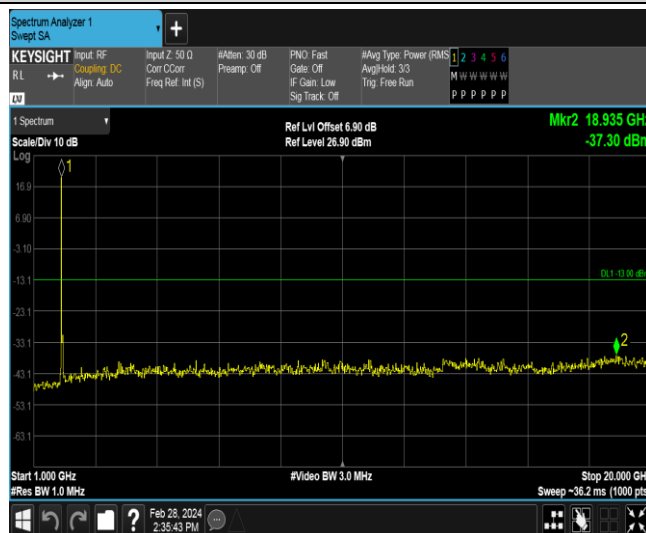 Spectrum Analyzer 1
Swept SA
+
KEYSIGHT
RL
LXI
Input: RF
Coupling: DC
Align: Auto
Input Z: 50 Ω
Corr CCorr
Freq Ref: Int (S)
#Atten: 30 dB
Preamp: Off
PNO: Fast
Gate: Off
IF Gain: Low
Sig Track: Off
#Avg Type: Power (RMS
Avg|Hold: 3/3
Trig: Free Run
1 2 3 4 5 6
M W W W W W
P P P P P P
1 Spectrum
Scale/Div 10 dB
Ref Lvl Offset 6.90 dB
Ref Level 26.90 dBm
Mkr2 18.935 GHz
-37.30 dBm
Log
1
16.9
6.90
-3.10
-13.1
DL1 -13.00 dBm
-23.1
-33.1
2
-43.1
-53.1
-63.1
Start 1.000 GHz
#Video BW 3.0 MHz
Stop 20.000 GHz
#Res BW 1.0 MHz
Sweep ~36.2 ms (1000 pts
?
Feb 28, 2024
2:35:43 PM